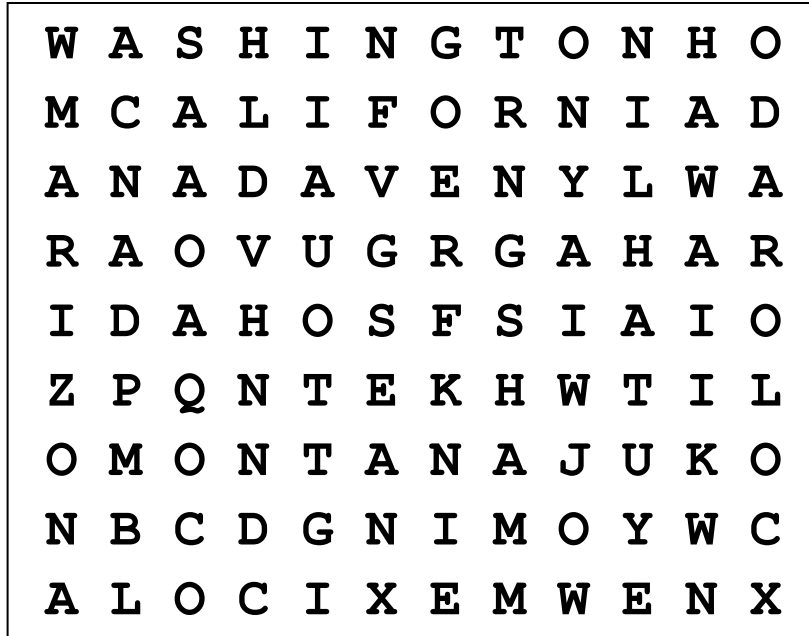 W A S H I N G T O N H O
M C A L I F O R N I A D
A N A D A V E N Y L W A
R A O V U G R G A H A R
I D A H O S F S I A I O
Z P Q N T E K H W T I L
O M O N T A N A J U K O
N B C D G N I M O Y W C
A L O C I X E M W E N X